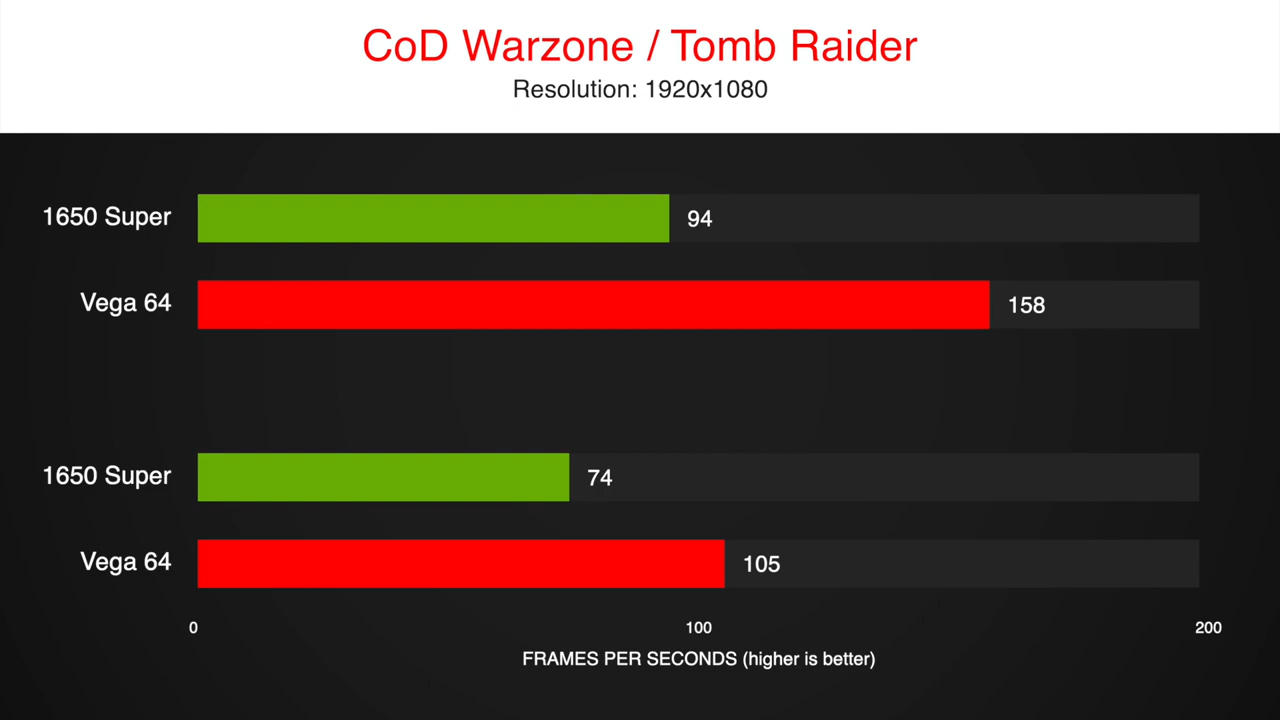 CoD Warzone / Tomb Raider
Resolution: 1920x1080
1650 Super 94
Vega 64 158
1650 Super 74
Vega 64 105
0 100 200
FRAMES PER SECONDS (higher is better)